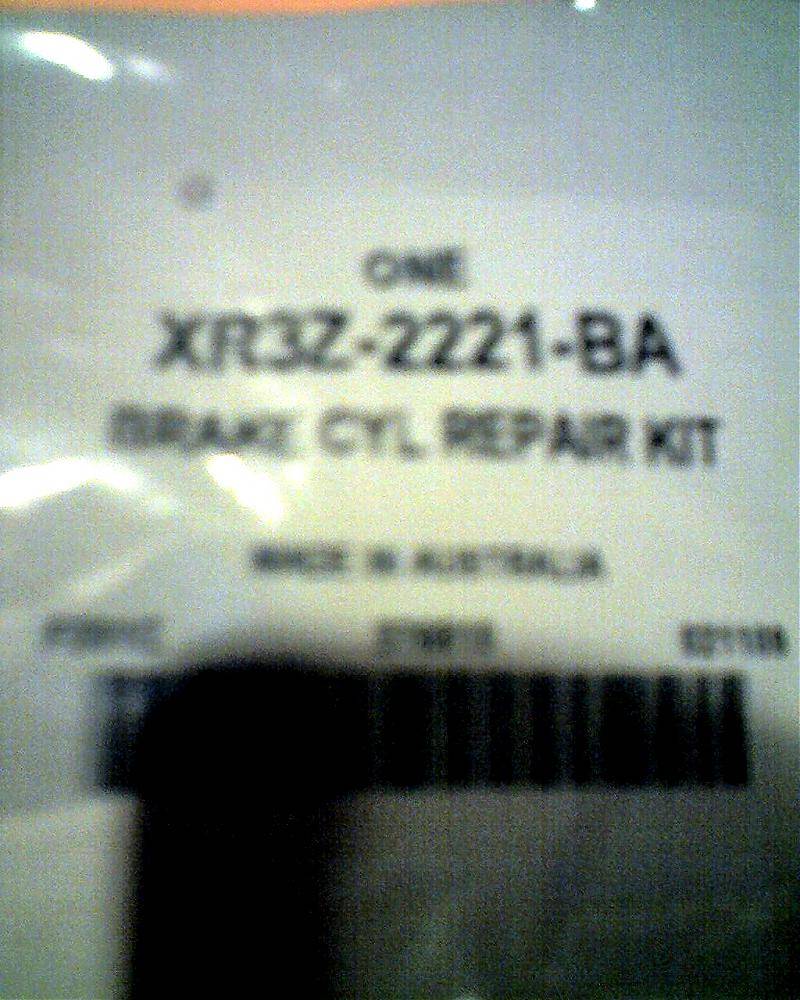 ONE
XR3Z-2221-BA
BRAKE CYL REPAIR KIT
MADE IN AUSTRALIA